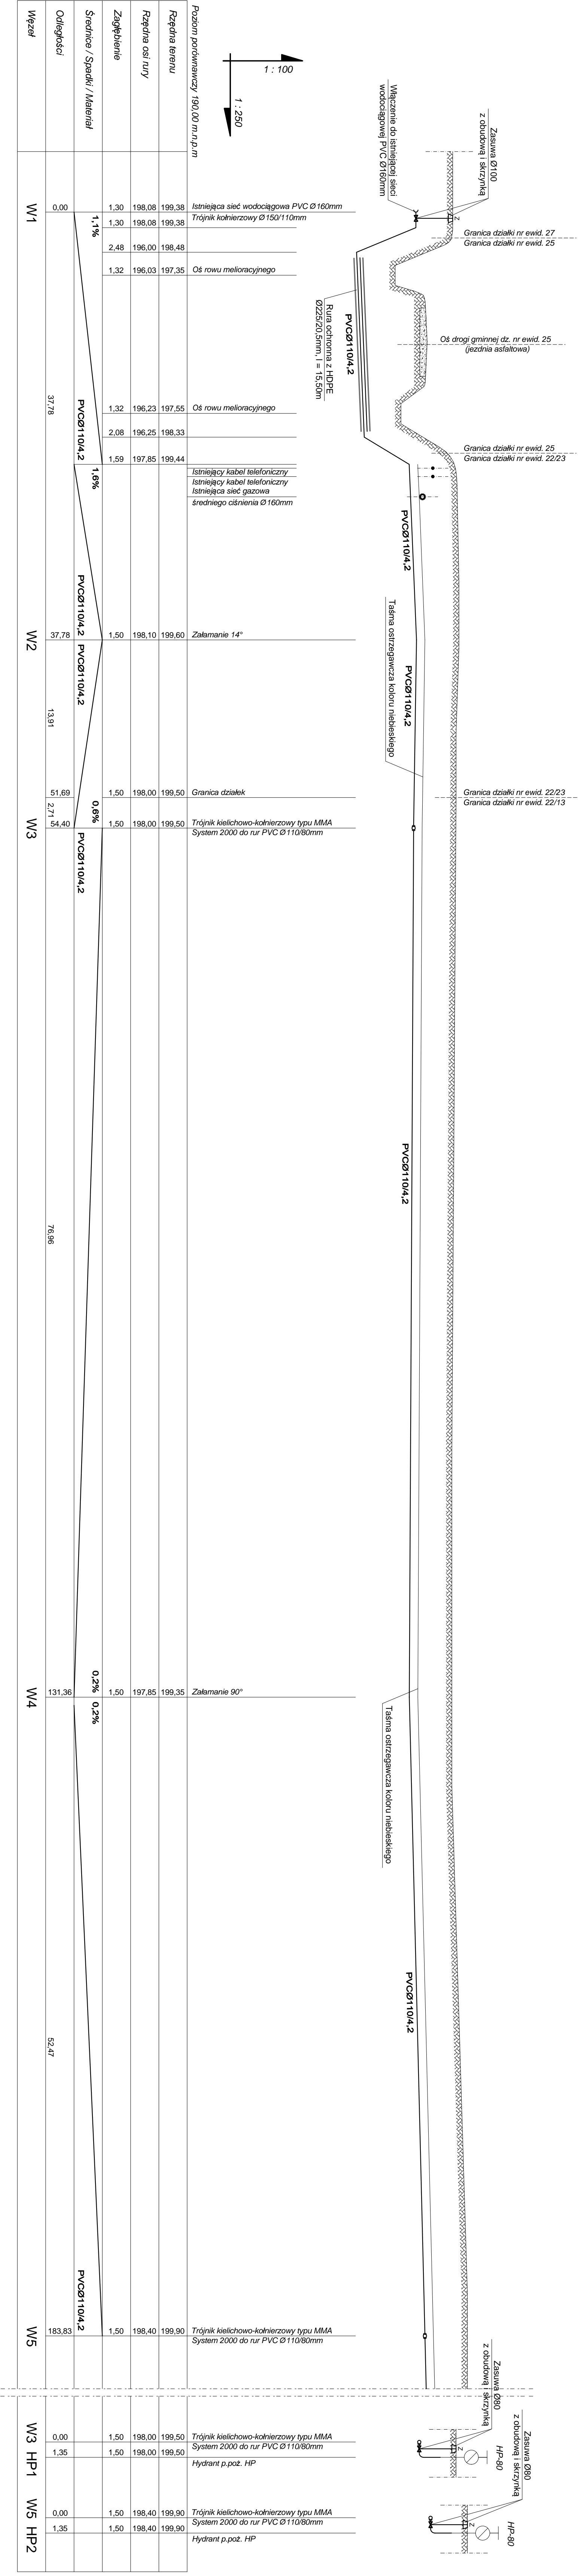 Zasuwa Ø100
z obudową i skrzynką
Włączenie do istniejącej sieci
wodociągowej PVC Ø160mm
Granica działki nr ewid. 27
Granica działki nr ewid. 25
Oś drogi gminnej dz. nr ewid. 25
(jezdnia asfaltowa)
Granica działki nr ewid. 25
Granica działki nr ewid. 22/23
Granica działki nr ewid. 22/23
Granica działki nr ewid. 22/13
Z
PVCØ110/4,2
Rura ochronna z HDPE
Ø225/20,5mm, l = 15,50m
PVCØ110/4,2
Taśma ostrzegawcza koloru niebieskiego
PVCØ110/4,2
PVCØ110/4,2
Taśma ostrzegawcza koloru niebieskiego
PVCØ110/4,2
Zasuwa Ø80
z obudową i skrzynką
HP-80
Z
Zasuwa Ø80
z obudową i skrzynką
HP-80
Z
1 : 100
1 : 250
Poziom porównawczy 190,00 m.n.p.m
Rzędna terenu
Rzędna osi rury
Zagłębienie
Średnice / Spadki / Materiał
Odległości
Węzeł
W1
0,00
1,30 198,08 199,38 Istniejąca sieć wodociągowa PVC Ø160mm
Trójnik kołnierzowy Ø150/110mm
1,1%
1,30 198,08 199,38
2,48 196,00 198,48
1,32 196,03 197,35 Oś rowu melioracyjnego
37,78
PVCØ110/4,2
1,32 196,23 197,55 Oś rowu melioracyjnego
2,08 196,25 198,33
1,59 197,85 199,44
Istniejący kabel telefoniczny
Istniejący kabel telefoniczny
Istniejąca sieć gazowa
średniego ciśnienia Ø160mm
1,6%
PVCØ110/4,2
W2
37,78 1,50 198,10 199,60 Załamanie 14°
PVCØ110/4,2
13,91
51,69 1,50 198,00 199,50 Granica działek
2,71
0,6%
W3
54,40 1,50 198,00 199,50 Trójnik kielichowo-kołnierzowy typu MMA
System 2000 do rur PVC Ø110/80mm
PVCØ110/4,2
76,96
0,2%
W4
131,36 1,50 197,85 199,35 Załamanie 90°
0,2%
52,47
PVCØ110/4,2
W5
183,83 1,50 198,40 199,90 Trójnik kielichowo-kołnierzowy typu MMA
System 2000 do rur PVC Ø110/80mm
W3
0,00 1,50 198,00 199,50 Trójnik kielichowo-kołnierzowy typu MMA
System 2000 do rur PVC Ø110/80mm
HP1
1,35 1,50 198,00 199,50
Hydrant p.poż. HP
W5
0,00 1,50 198,40 199,90 Trójnik kielichowo-kołnierzowy typu MMA
System 2000 do rur PVC Ø110/80mm
HP2
1,35 1,50 198,40 199,90
Hydrant p.poż. HP